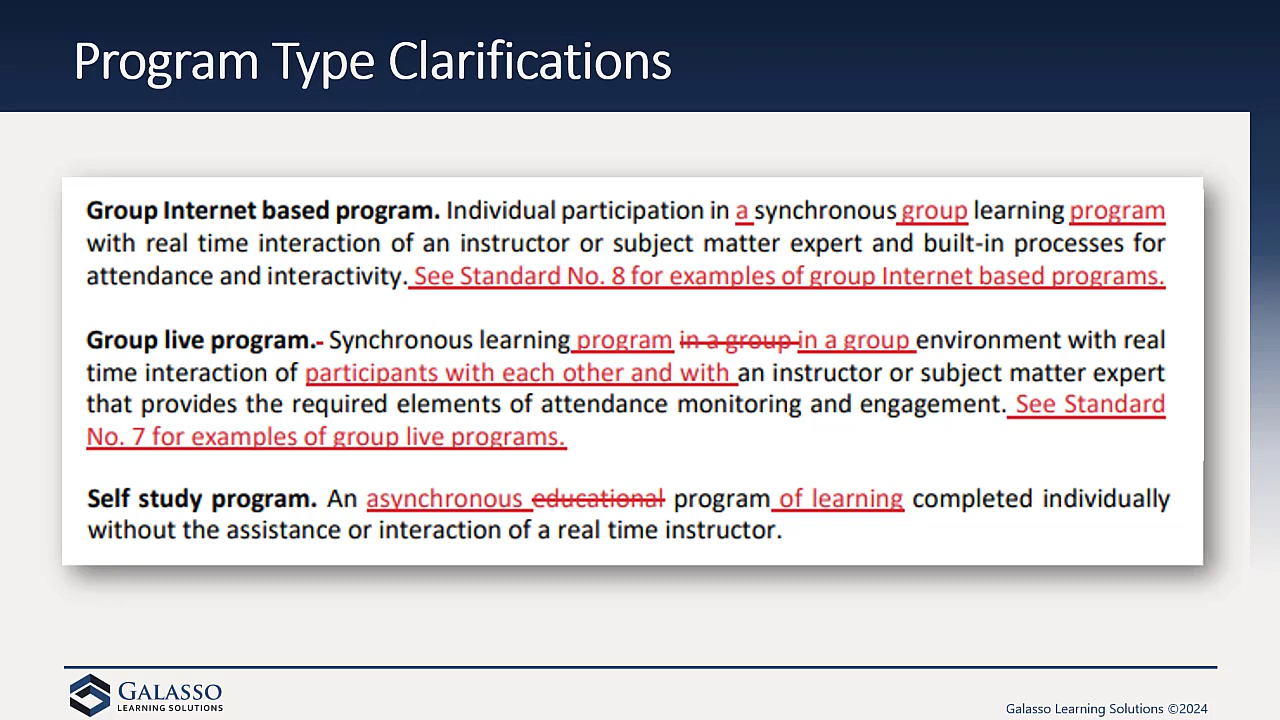 Program Type Clarifications
Group Internet based program. Individual participation in a synchronous group learning program
with real time interaction of an instructor or subject matter expert and built-in processes for
attendance and interactivity. See Standard No. 8 for examples of group Internet based programs.
Group live program.- Synchronous learning program in a group in a group environment with real
time interaction of participants with each other and with an instructor or subject matter expert
that provides the required elements of attendance monitoring and engagement. See Standard
No. 7 for examples of group live programs.
Self study program. An asynchronous educational program of learning completed individually
without the assistance or interaction of a real time instructor.
GALASSO
LEARNING SOLUTIONS
Galasso Learning Solutions ©2024